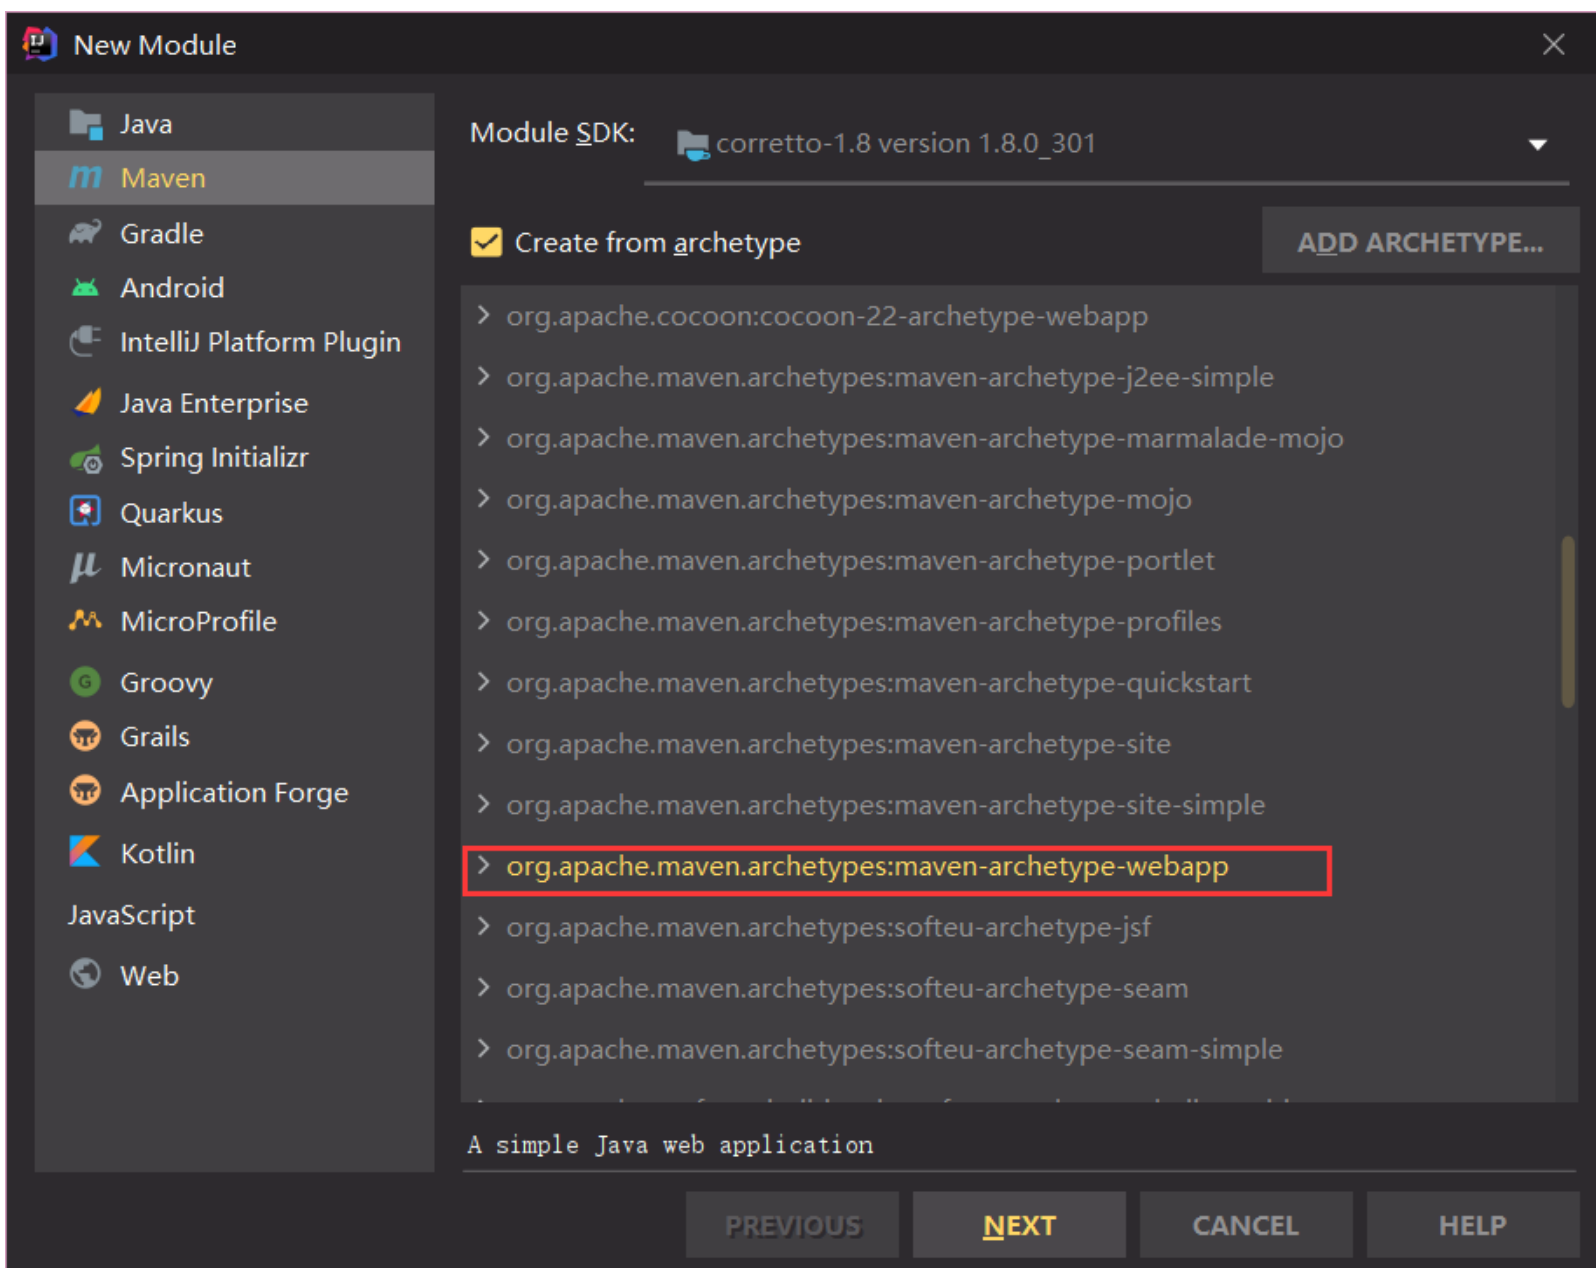 New Module
Java
Maven
Gradle
Android
IntelliJ Platform Plugin
Java Enterprise
Spring Initializr
Quarkus
Micronaut
MicroProfile
Groovy
Grails
Application Forge
Kotlin
JavaScript
Web
Module SDK:
corretto-1.8 version 1.8.0_301
Create from archetype
ADD ARCHETYPE...
org.apache.cocoon:cocoon-22-archetype-webapp
org.apache.maven.archetypes:maven-archetype-j2ee-simple
org.apache.maven.archetypes:maven-archetype-marmalade-mojo
org.apache.maven.archetypes:maven-archetype-mojo
org.apache.maven.archetypes:maven-archetype-portlet
org.apache.maven.archetypes:maven-archetype-profiles
org.apache.maven.archetypes:maven-archetype-quickstart
org.apache.maven.archetypes:maven-archetype-site
org.apache.maven.archetypes:maven-archetype-site-simple
org.apache.maven.archetypes:maven-archetype-webapp
org.apache.maven.archetypes:softeu-archetype-jsf
org.apache.maven.archetypes:softeu-archetype-seam
org.apache.maven.archetypes:softeu-archetype-seam-simple
A simple Java web application
PREVIOUS
NEXT
CANCEL
HELP